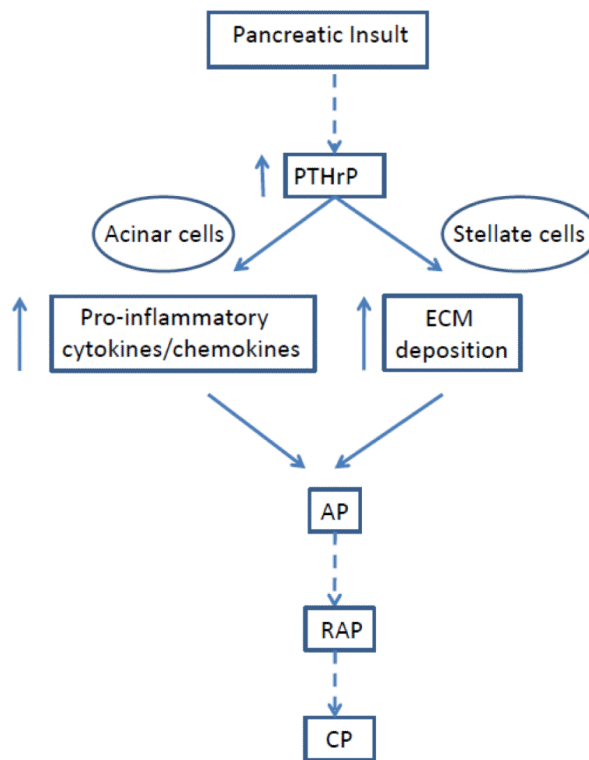 Pancreatic Insult
PTHrP
Acinar cells
Stellate cells
Pro-inflammatory
cytokines/chemokines
ECM
deposition
AP
RAP
CP